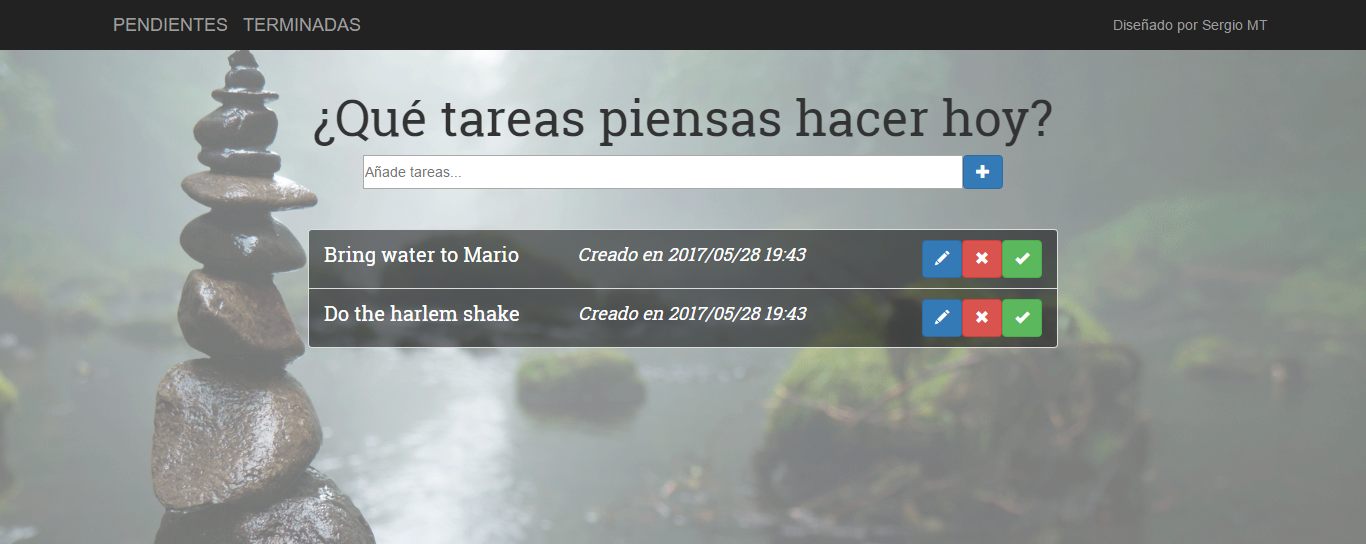 PENDIENTES TERMINADAS Diseñado por Sergio MT
¿Qué tareas piensas hacer hoy?
Añade tareas...
Bring water to Mario Creado en 2017/05/28 19:43
Do the harlem shake Creado en 2017/05/28 19:43